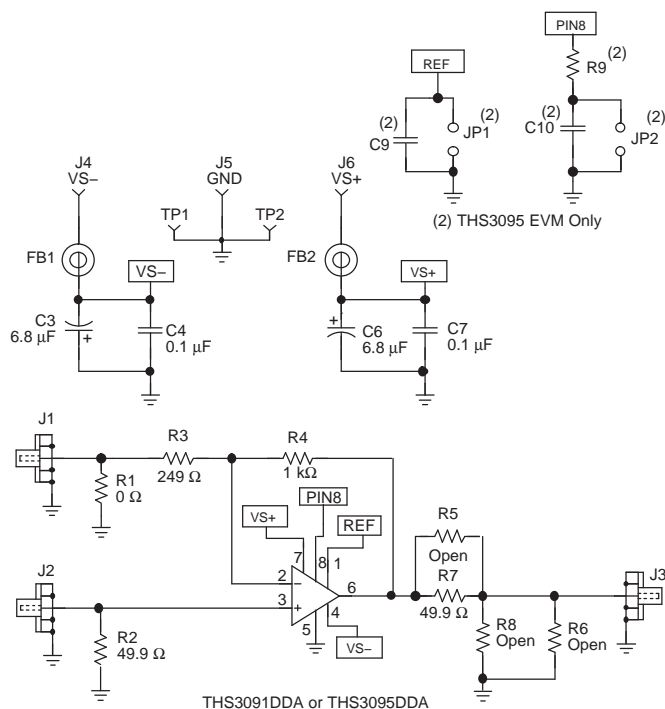 PIN8
REF
R9
(2)
(2)
C9
(2)
JP1
(2)
C10
(2)
JP2
(2) THS3095 EVM Only
J4
VS−
J5
GND
J6
VS+
TP1
TP2
FB1
VS−
FB2
VS+
C3
6.8 μF
+
C4
0.1 μF
+
C6
6.8 μF
C7
0.1 μF
J1
R3
249 Ω
R4
1 kΩ
R1
0 Ω
VS+
PIN8
REF
7
8
1
2
−
3
+
6
5
4
VS−
J2
R2
49.9 Ω
R5
Open
R7
49.9 Ω
J3
R8
Open
R6
Open
THS3091DDA or THS3095DDA